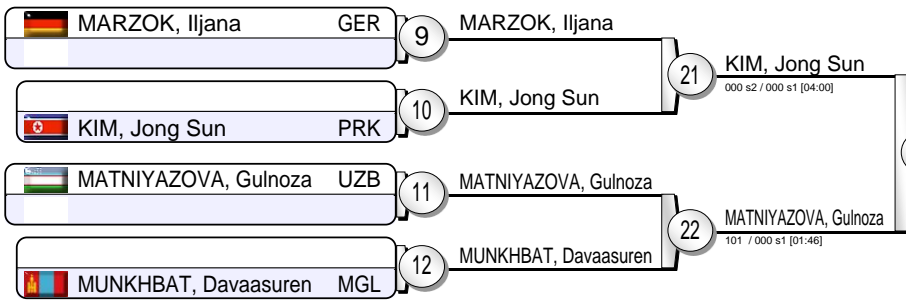 MARZOK, Iljana GER
9
MARZOK, Iljana
KIM, Jong Sun PRK
10
KIM, Jong Sun
21
KIM, Jong Sun
000 s2 / 000 s1 [04:00]
MATNIYAZOVA, Gulnoza UZB
11
MATNIYAZOVA, Gulnoza
MUNKHBAT, Davaasuren MGL
12
MUNKHBAT, Davaasuren
22
MATNIYAZOVA, Gulnoza
101 / 000 s1 [01:46]